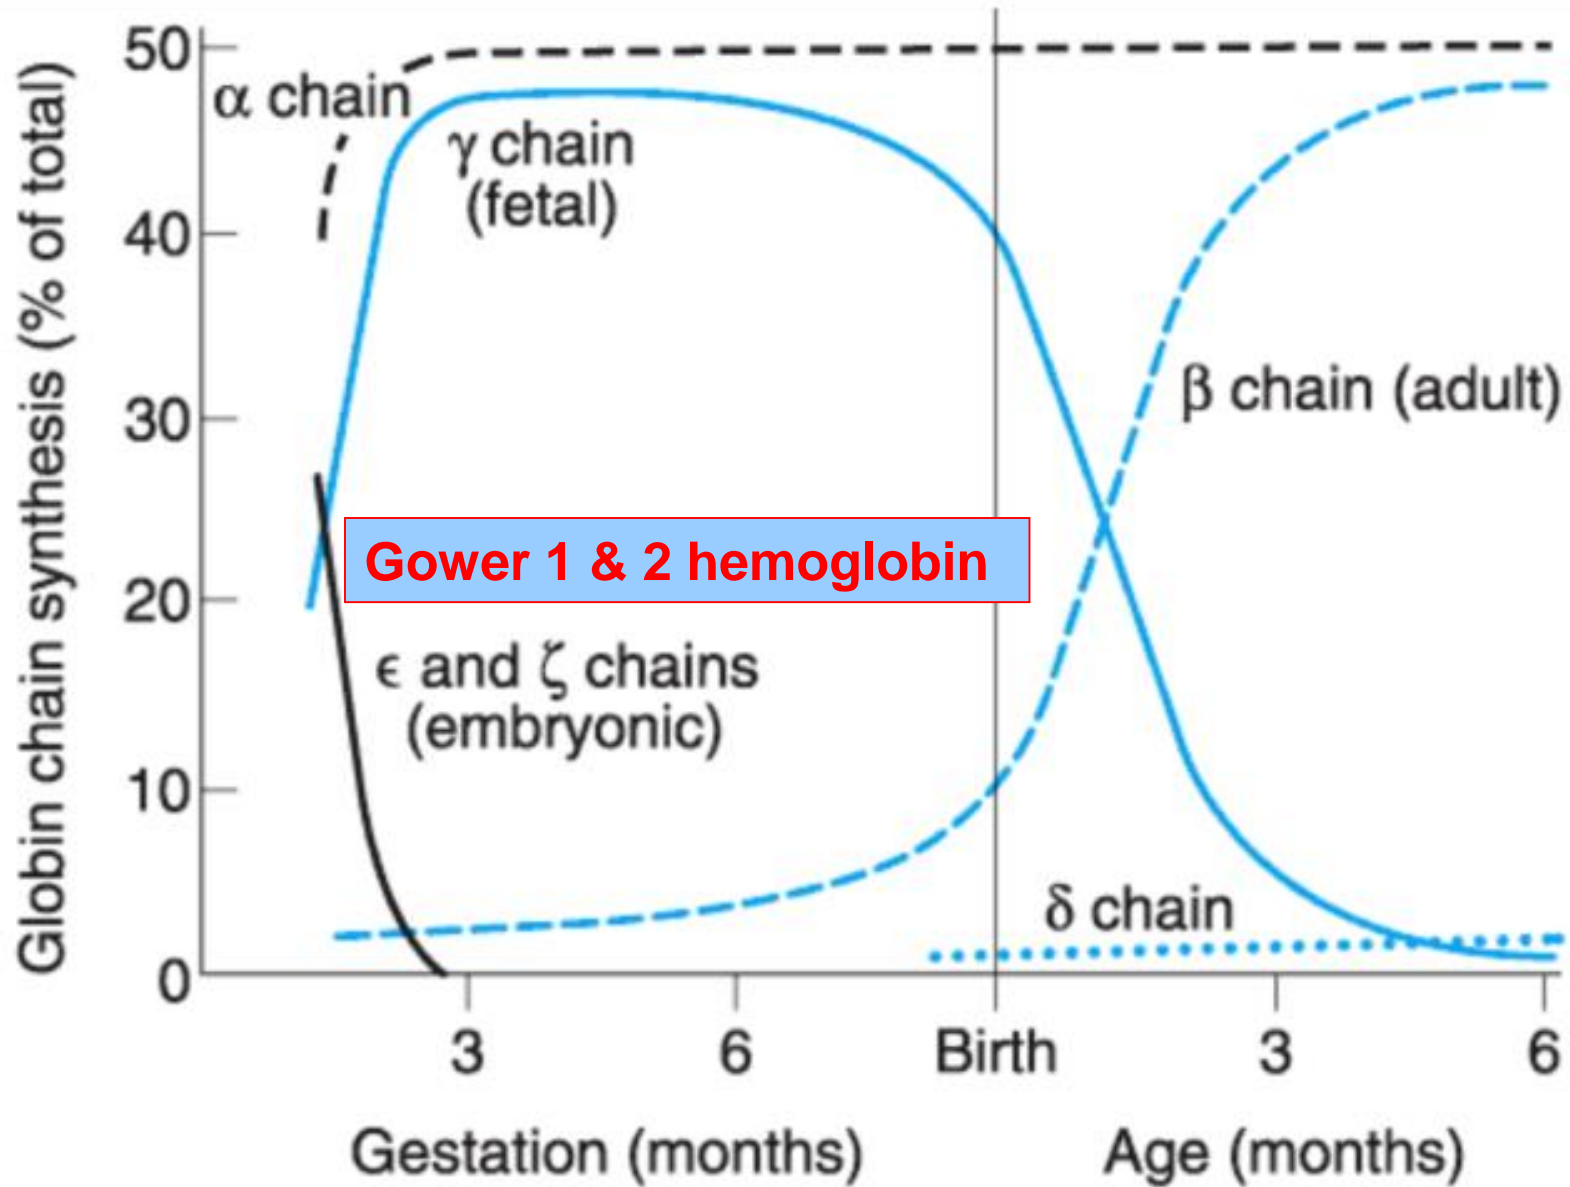 Globin chain synthesis (% of total)
50
40
30
20
10
0
α chain
γ chain
(fetal)
Gower 1 & 2 hemoglobin
ϵ and ζ chains
(embryonic)
β chain (adult)
δ chain
3
6
Birth
3
6
Gestation (months)
Age (months)